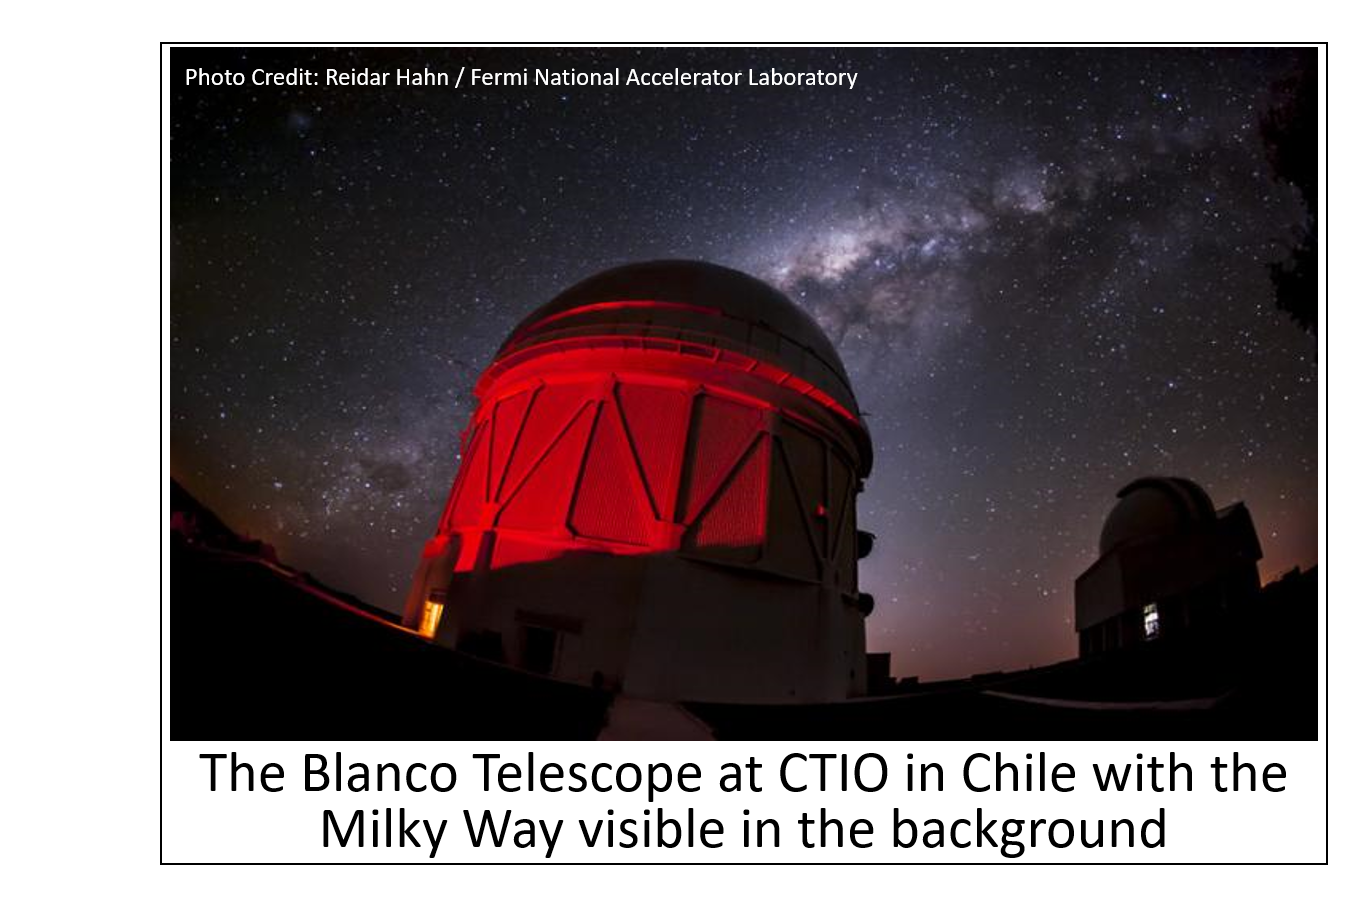 Photo Credit: Reidar Hahn / Fermi National Accelerator Laboratory
The Blanco Telescope at CTIO in Chile with the
Milky Way visible in the background